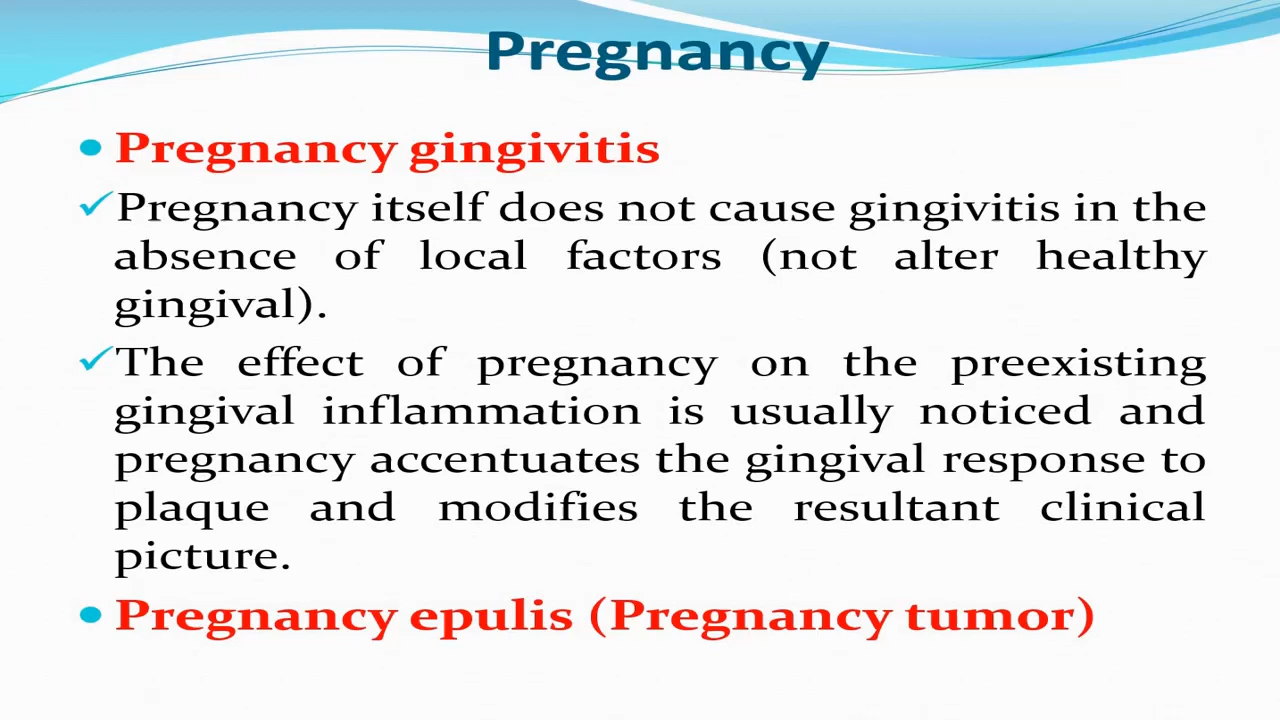 Pregnancy
• Pregnancy gingivitis
✓Pregnancy itself does not cause gingivitis in the
absence of local factors (not alter healthy
gingival).
✓The effect of pregnancy on the preexisting
gingival inflammation is usually noticed and
pregnancy accentuates the gingival response to
plaque and modifies the resultant clinical
picture.
• Pregnancy epulis (Pregnancy tumor)